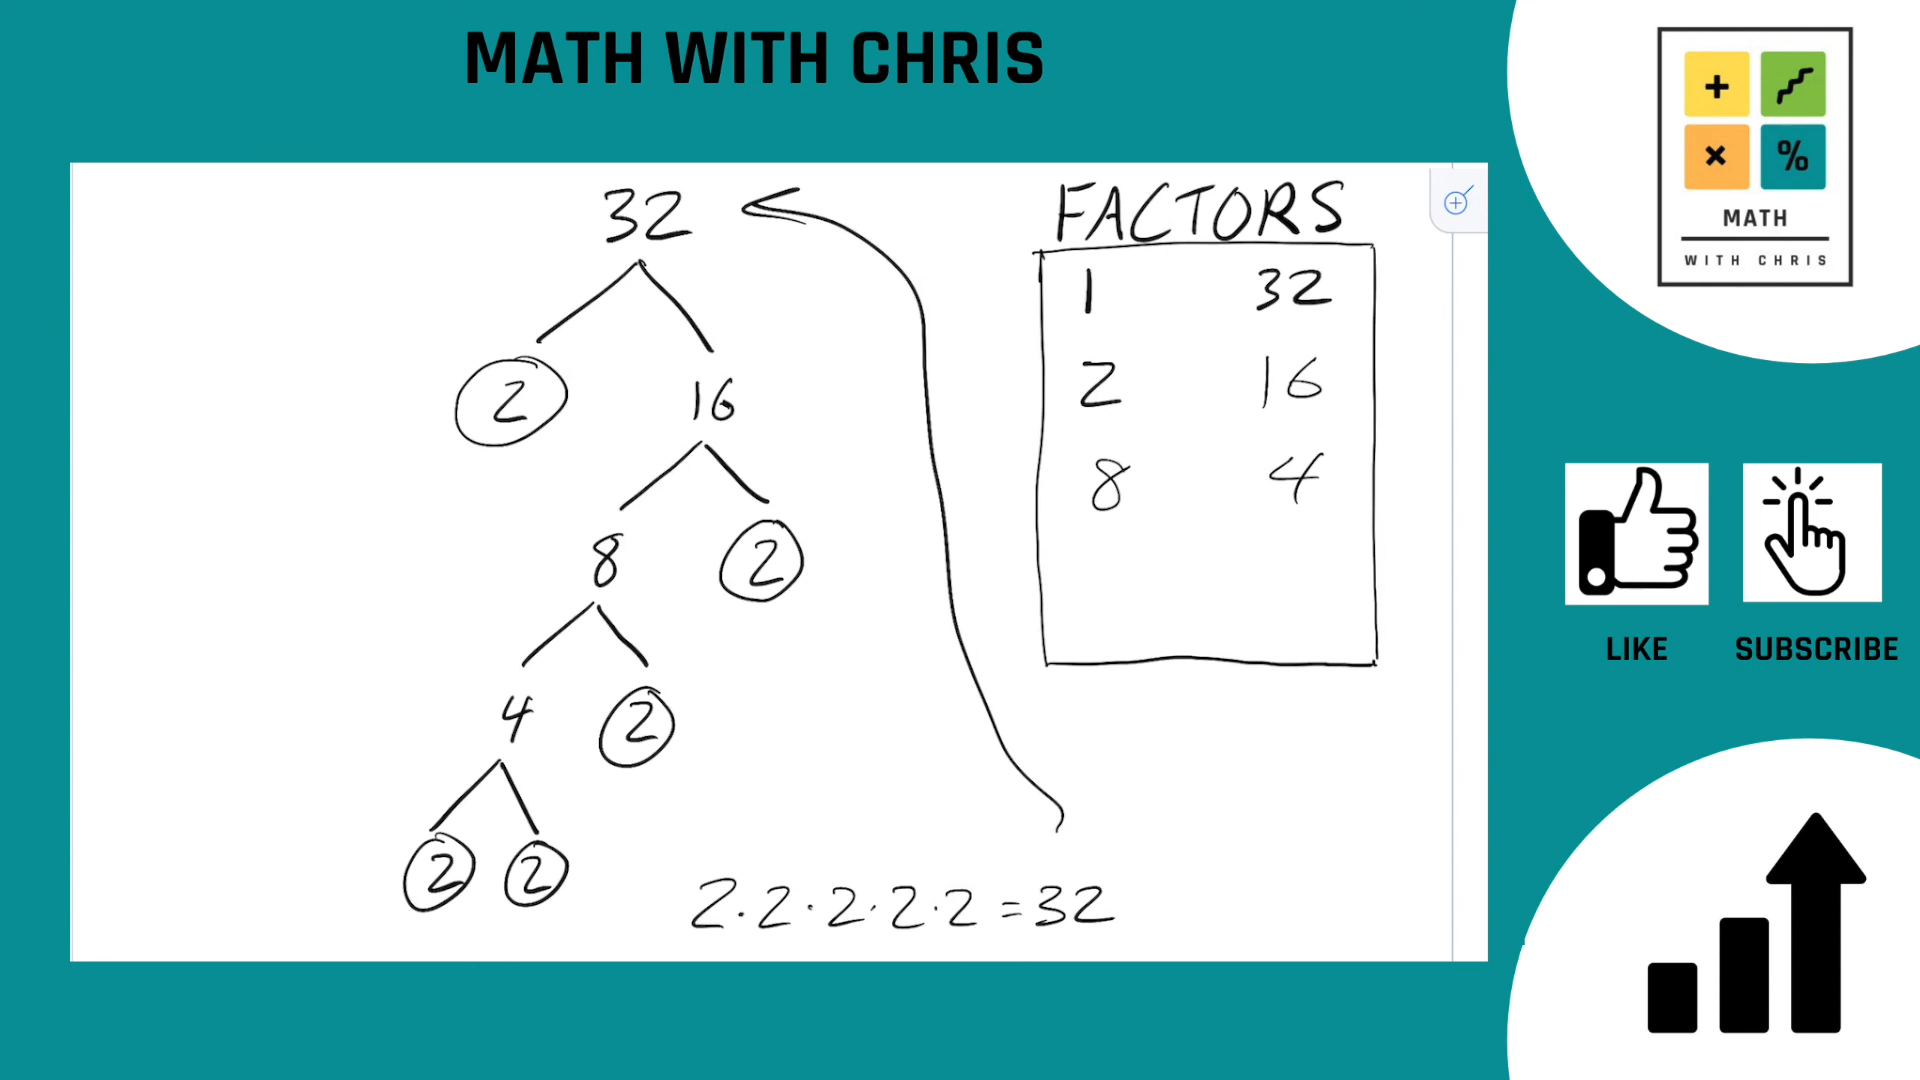 MATH WITH CHRIS
32
2 16
8 2
4 2
2 2
2·2·2·2·2=32
FACTORS
1 32
2 16
8 4
+
× %
MATH
WITH CHRIS
LIKE SUBSCRIBE